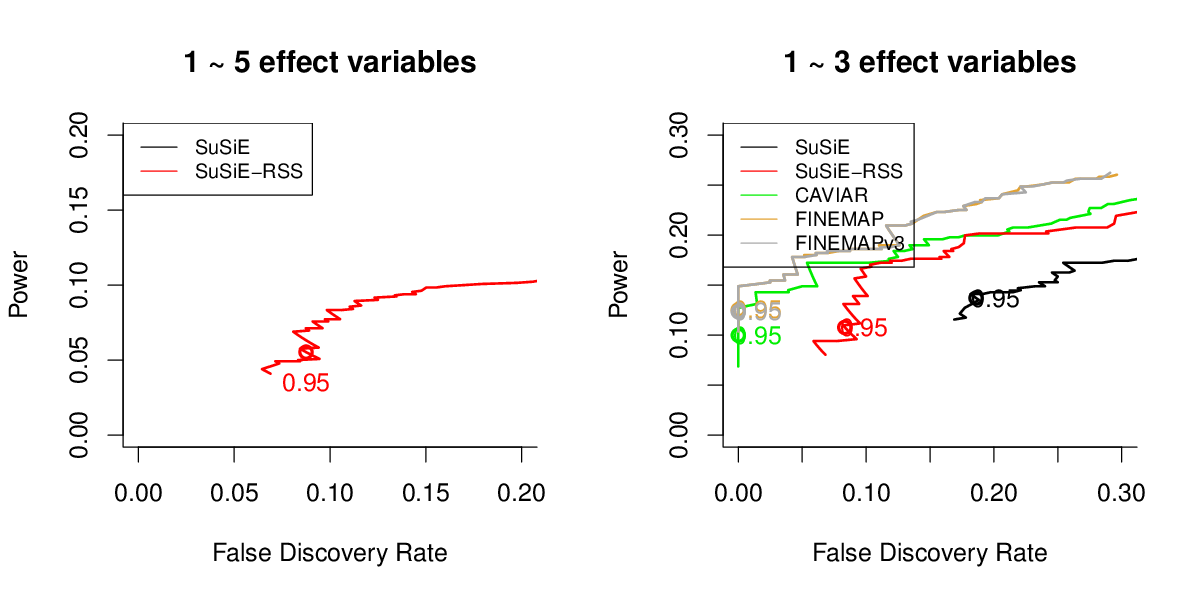 1 ~ 5 effect variables
SuSiE
SuSiE−RSS
0.95
0.00 0.05 0.10 0.15 0.20
0.00 0.05 0.10 0.15 0.20
False Discovery Rate
Power
1 ~ 3 effect variables
SuSiE
SuSiE−RSS
CAVIAR
FINEMAP
FINEMAPv3
0.95
0.95
0.95
0.95
0.95
0.00 0.10 0.20 0.30
0.00 0.10 0.20 0.30
False Discovery Rate
Power